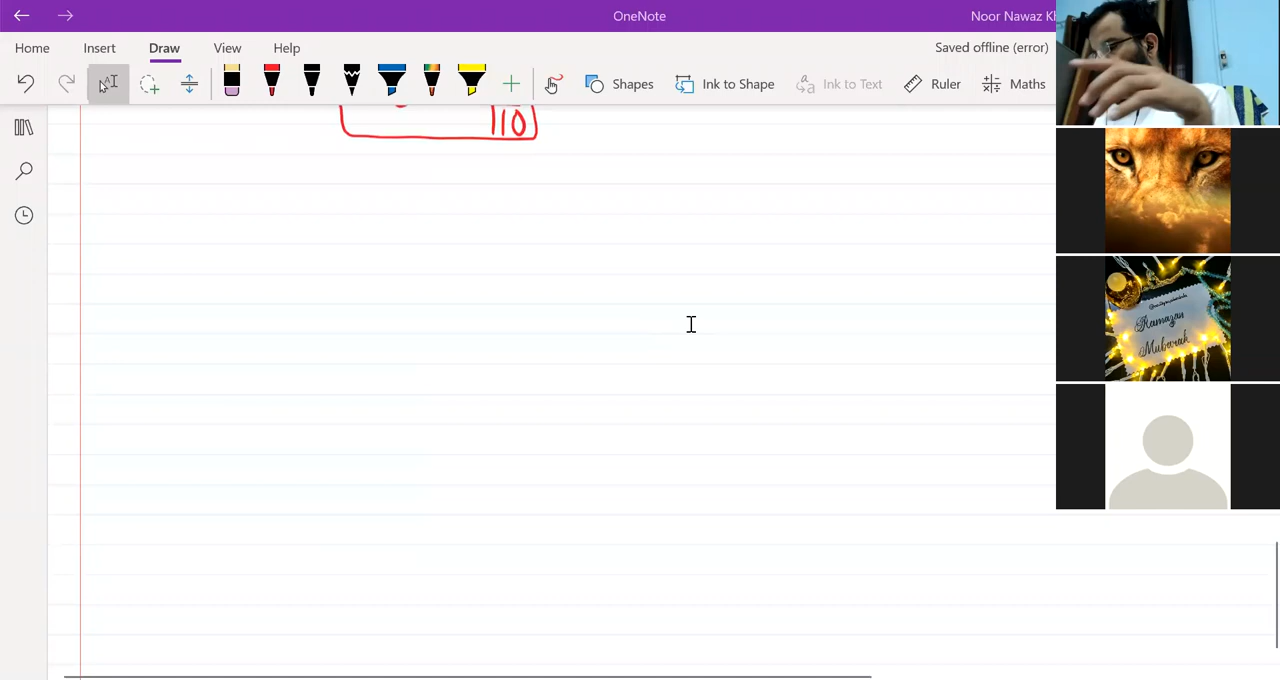 OneNote
Noor Nawaz
Home Insert Draw View Help
Saved offline (error)
Shapes Ink to Shape Ink to Text Ruler Maths
110
Ramazan
Mubarak